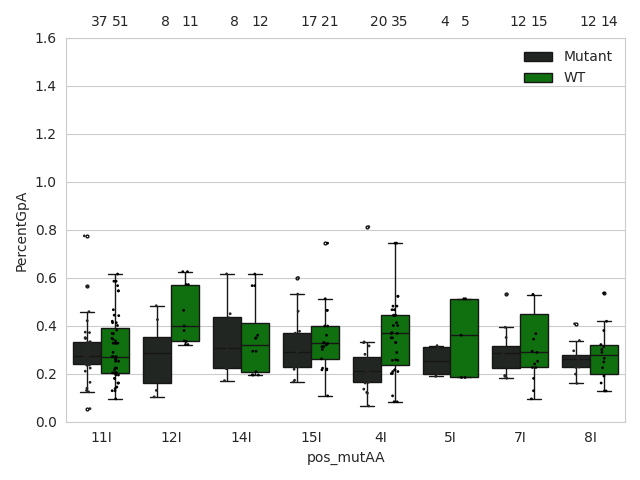 37 51 8 11 8 12 17 21 20 35 4 5 12 15 12 14
1.6
Mutant
WT
1.4
1.2
1.0
0.8
0.6
0.4
0.2
0.0
PercentGpA
11I 12I 14I 15I 4I 5I 7I 8I
pos_mutAA